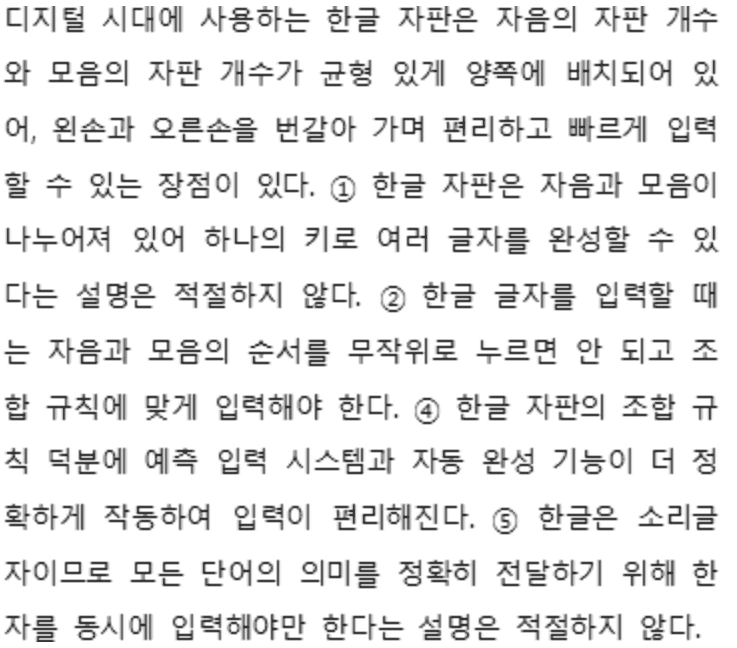 디지털 시대에 사용하는 한글 자판은 자음의 자판 개수
와 모음의 자판 개수가 균형 있게 양쪽에 배치되어 있
어, 왼손과 오른손을 번갈아 가며 편리하고 빠르게 입력
할 수 있는 장점이 있다. ① 한글 자판은 자음과 모음이
나누어져 있어 하나의 키로 여러 글자를 완성할 수 있
다는 설명은 적절하지 않다. ② 한글 글자를 입력할 때
는 자음과 모음의 순서를 무작위로 누르면 안 되고 조
합 규칙에 맞게 입력해야 한다. ④ 한글 자판의 조합 규
칙 덕분에 예측 입력 시스템과 자동 완성 기능이 더 정
확하게 작동하여 입력이 편리해진다. ⑤ 한글은 소리글
자이므로 모든 단어의 의미를 정확히 전달하기 위해 한
자를 동시에 입력해야만 한다는 설명은 적절하지 않다.